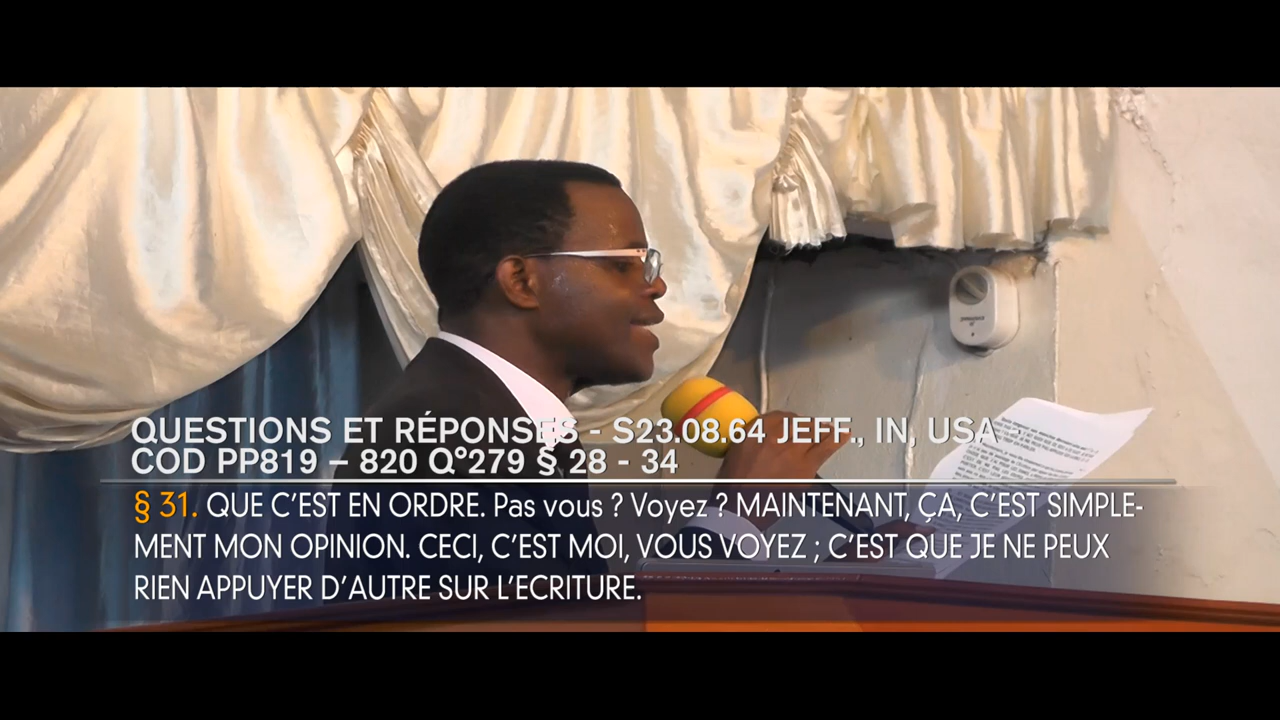 QUESTIONS ET RÉPONSES - S23.08.64 JEFF., IN, USA
COD PP819 – 820 Q°279 § 28 - 34
§ 31. QUE C'EST EN ORDRE. Pas vous ? Voyez ? MAINTENANT, ÇA, C'EST SIMPLE-
MENT MON OPINION. CECI, C'EST MOI, VOUS VOYEZ ; C'EST QUE JE NE PEUX
RIEN APPUYER D'AUTRE SUR L'ECRITURE.